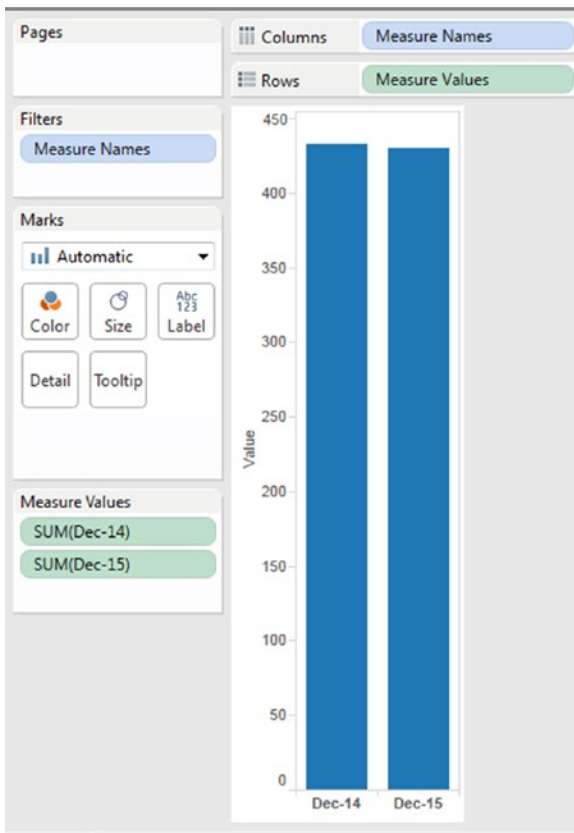 Pages
Columns
Measure Names
Rows
Measure Values
Filters
Measure Names
Marks
Automatic
Color
Size
Abc
123
Label
Detail
Tooltip
Measure Values
SUM(Dec-14)
SUM(Dec-15)
450
400
350
300
250
200
150
100
50
0
Value
Dec-14
Dec-15